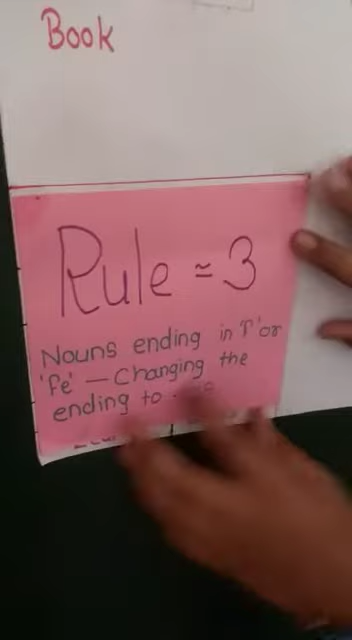 Book
Rule = 3
Nouns ending in 'f' or
'fe' — Changing the
ending to